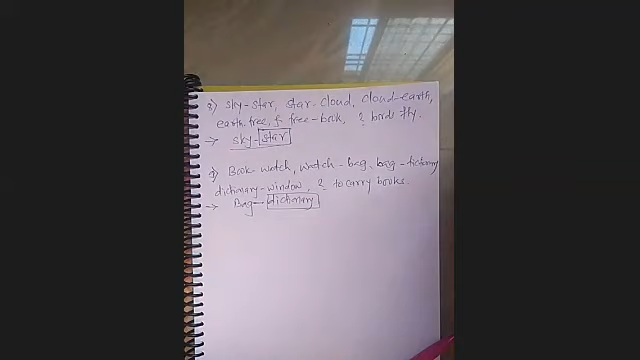 Q) sky-star, star-cloud, cloud-earth,
earth-tree, & tree-book, ? birds fly.
→ sky-star
Q) Book-watch, watch-bag, bag-dictionary
dictionary-window, ? to carry books.
→ Bag-dictionary